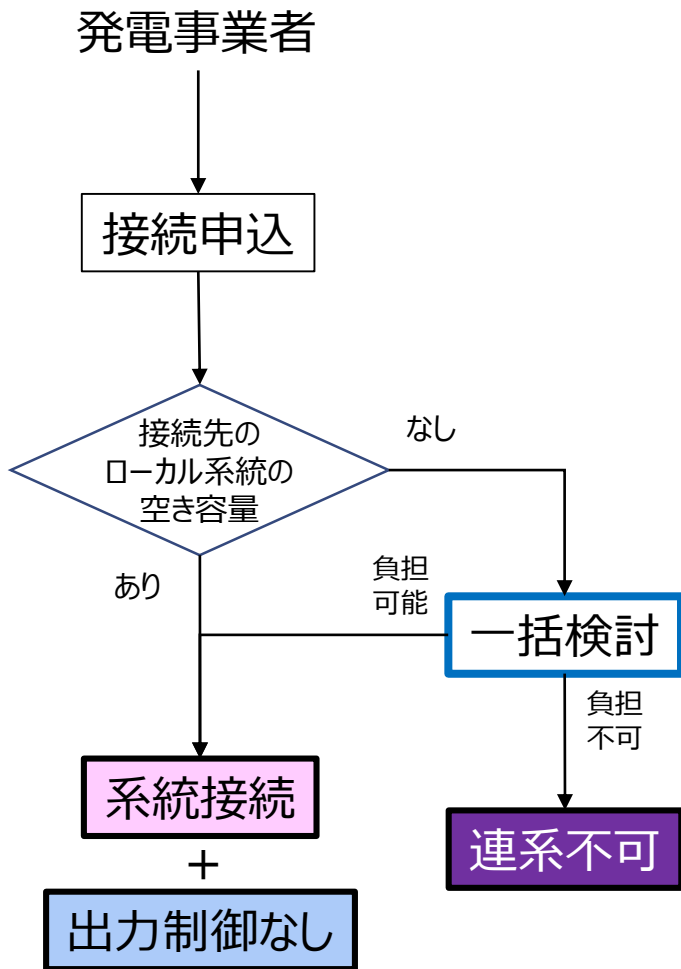 発電事業者
接続申込
接続先の
ローカル系統の
空き容量
なし
あり
負担
可能
一括検討
負担
不可
系統接続
+
出力制御なし
連系不可